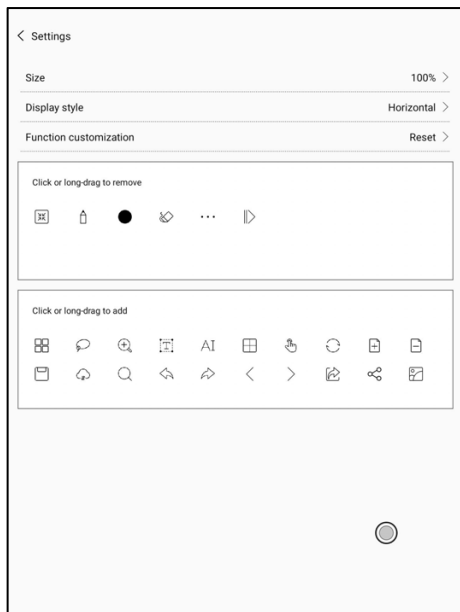 Settings
Size 100%
Display style Horizontal
Function customization Reset
Click or long-drag to remove
Click or long-drag to add
T AI